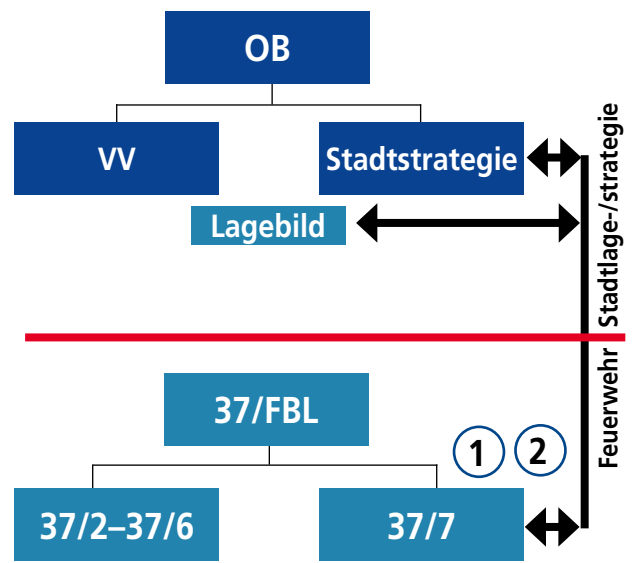 OB
VV
Stadtstrategie
Lagebild
Stadtlage-/strategie
Feuerwehr
37/FBL
1
2
37/2–37/6
37/7